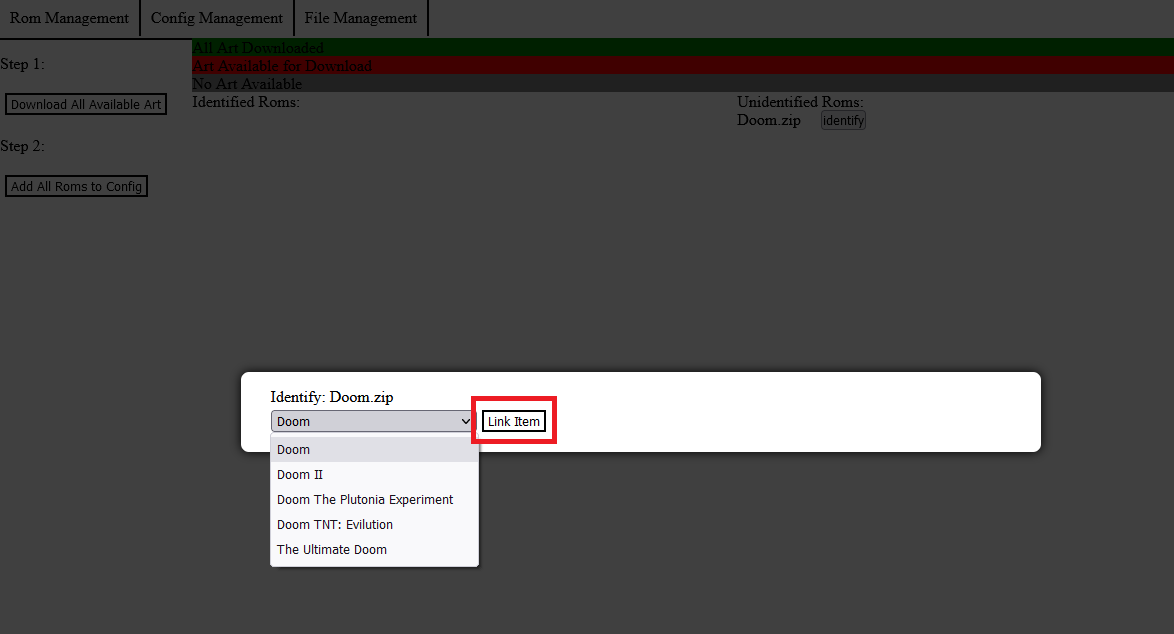 Rom Management Config Management File Management
All Art Downloaded
Art Available for Download
No Art Available
Step 1:
Download All Available Art
Step 2:
Add All Roms to Config
Identified Roms:
Unidentified Roms:
Doom.zip identify
Identify: Doom.zip
Doom Link Item
Doom
Doom II
Doom The Plutonia Experiment
Doom TNT: Evilution
The Ultimate Doom